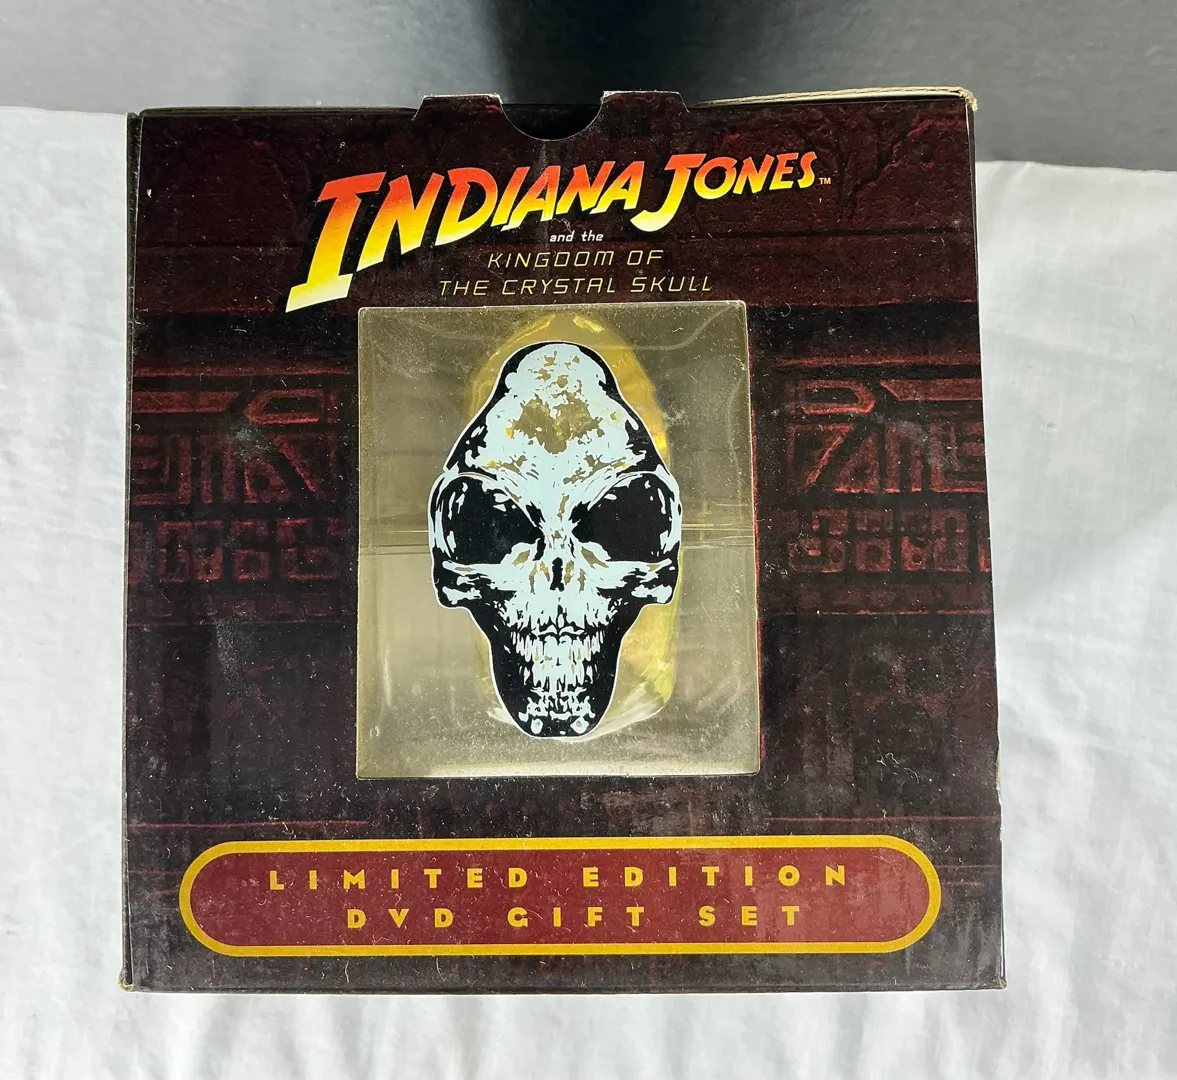 INDIANA JONES™
and the
KINGDOM OF
THE CRYSTAL SKULL
LIMITED EDITION
DVD GIFT SET